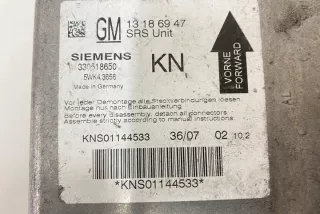 GM 13 18 69 47
SRS Unit
SIEMENS
KN
330518650
5WK43656
Made in Germany
VORNE
FORWARD
Vor jeder Demontage alle Steckverbindungen loesen.
Montage nur nach Einbauanleitung.
Before every disassembly, detach all connectors.
Assemble strictly according to manual instructions.
KNS01144533 36/07 02 10,2
*KNS01144533*